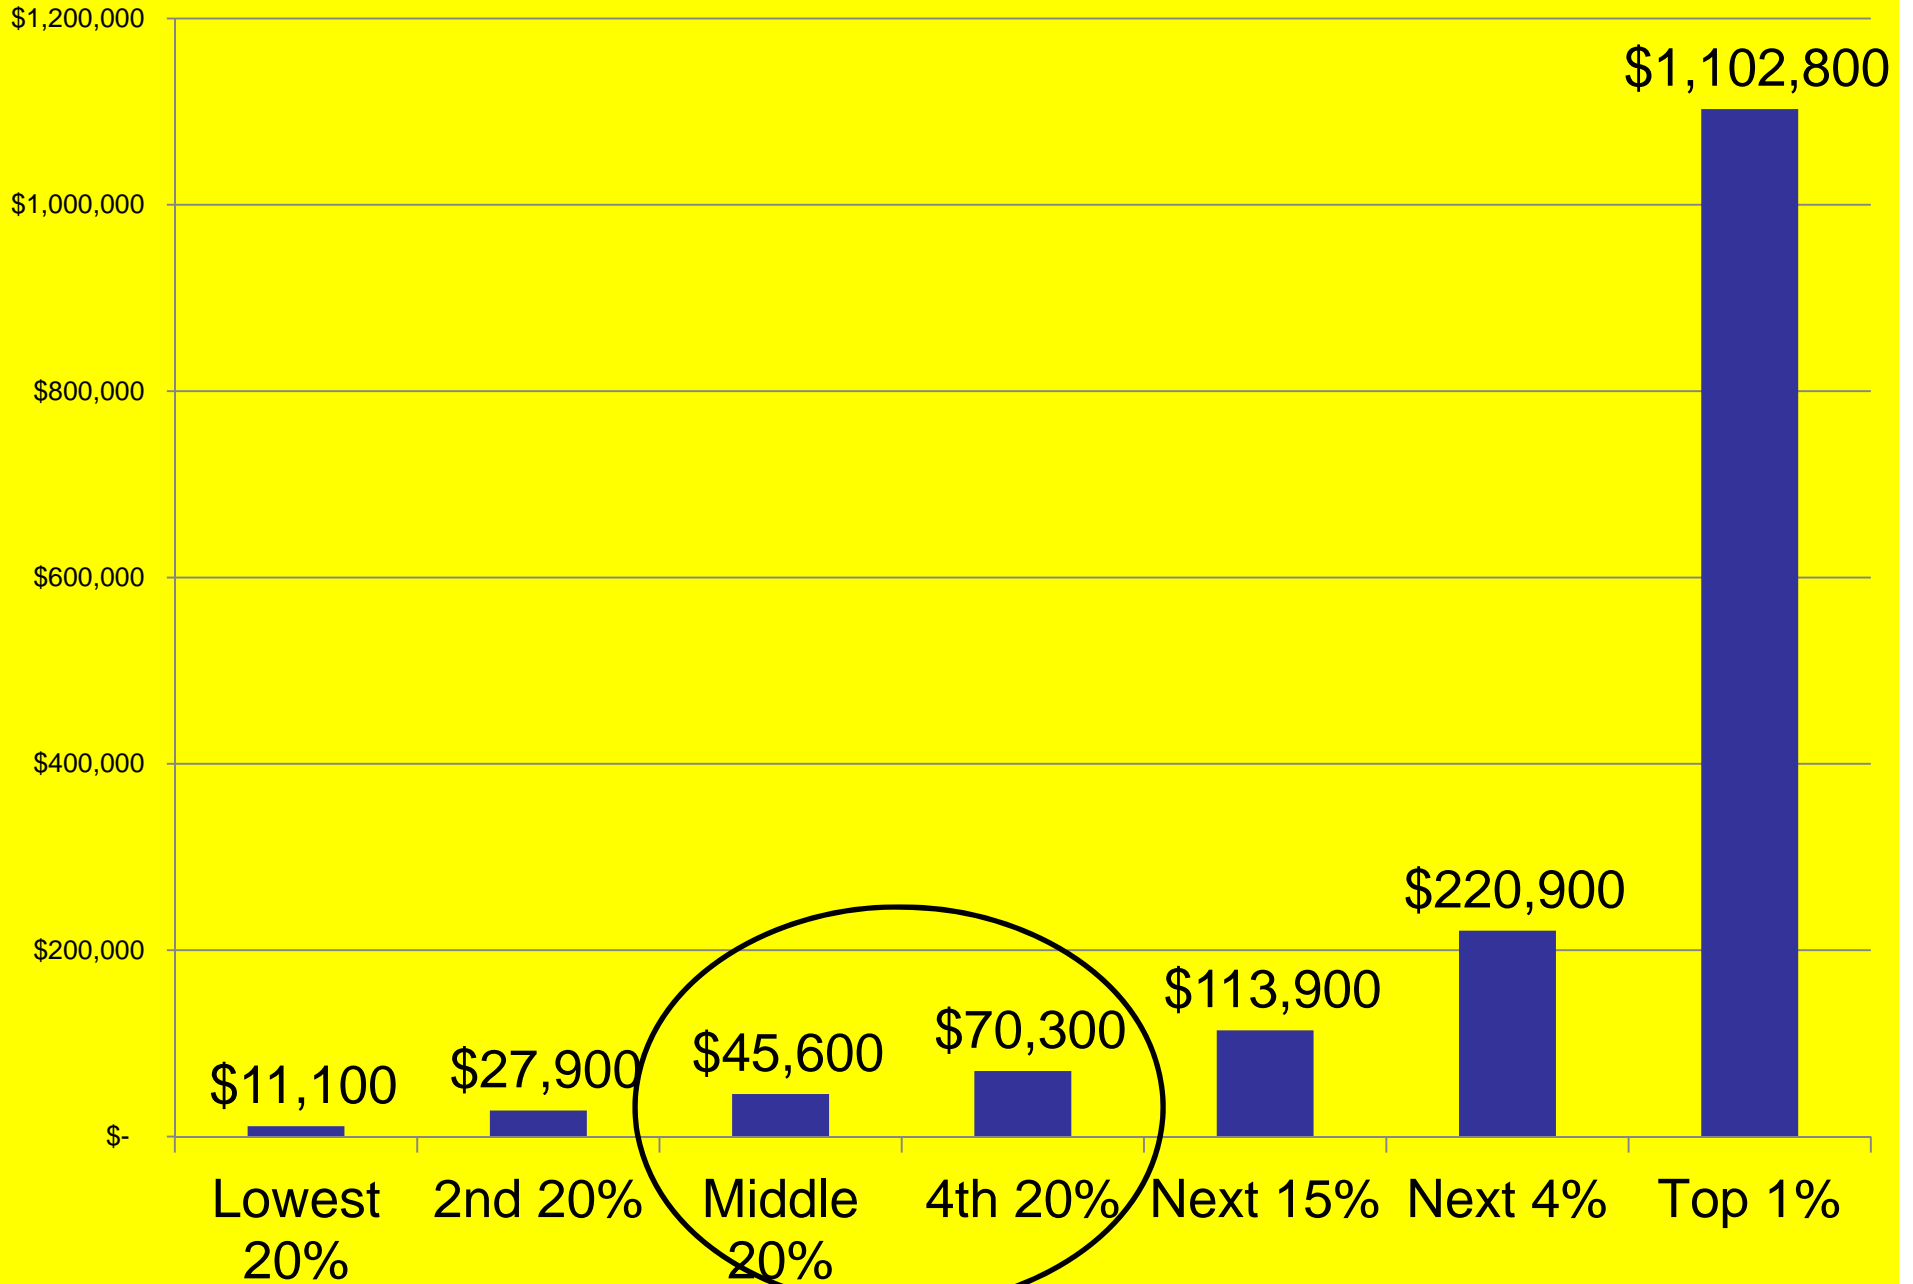 $1,200,000
$1,000,000
$800,000
$600,000
$400,000
$200,000
$-
$11,100
$27,900
$45,600
$70,300
$113,900
$220,900
$1,102,800
Lowest
20%
2nd 20%
Middle
20%
4th 20%
Next 15%
Next 4%
Top 1%